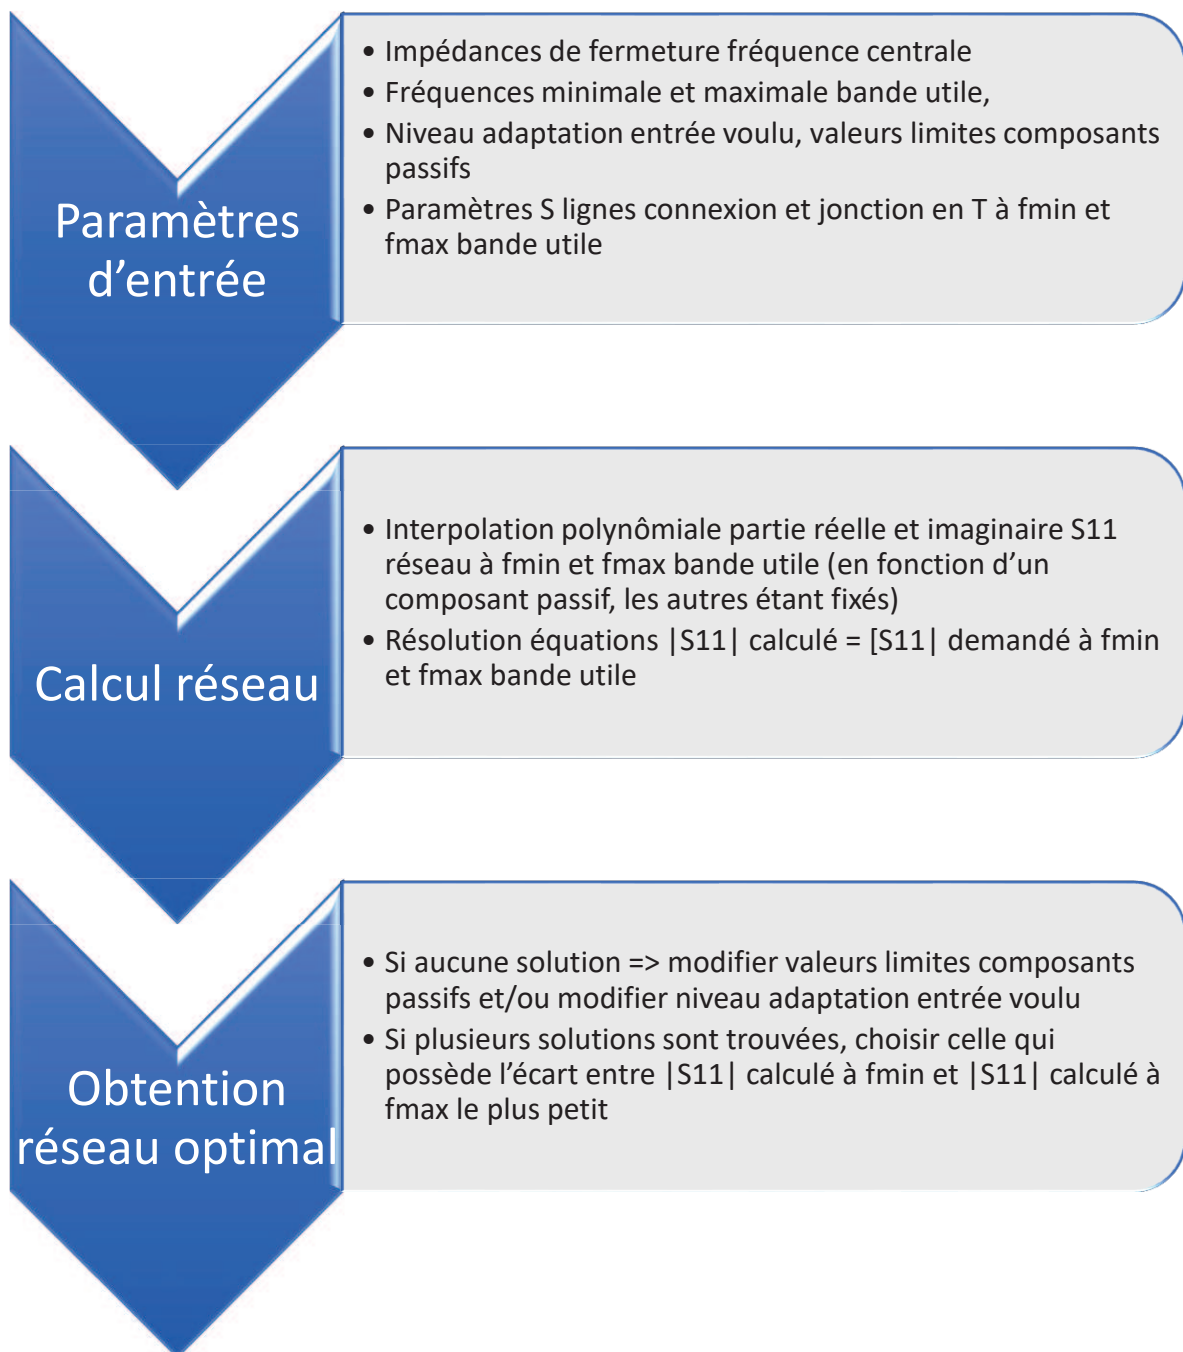 Paramètres
d'entrée
• Impédances de fermeture fréquence centrale
• Fréquences minimale et maximale bande utile,
• Niveau adaptation entrée voulu, valeurs limites composants
passifs
• Paramètres S lignes connexion et jonction en T à fmin et
fmax bande utile
Calcul réseau
• Interpolation polynômiale partie réelle et imaginaire S11
réseau à fmin et fmax bande utile (en fonction d'un
composant passif, les autres étant fixés)
• Résolution équations |S11| calculé = [S11| demandé à fmin
et fmax bande utile
Obtention
réseau optimal
• Si aucune solution => modifier valeurs limites composants
passifs et/ou modifier niveau adaptation entrée voulu
• Si plusieurs solutions sont trouvées, choisir celle qui
possède l'écart entre |S11| calculé à fmin et |S11| calculé à
fmax le plus petit